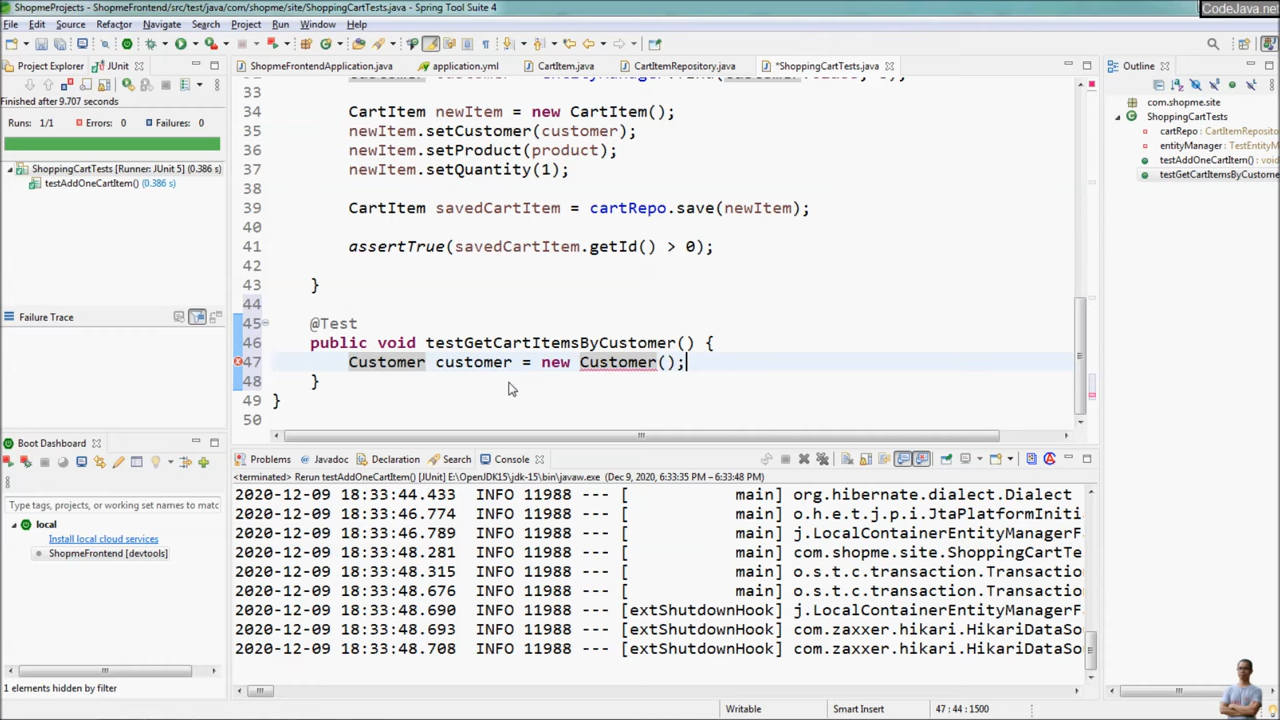 ShopmeProjects - ShopmeFrontend/src/test/java/com/shopme/site/ShoppingCartTests.java - Spring Tool Suite 4
CodeJava.net
File Edit Source Refactor Navigate Search Project Run Window Help
Project Explorer JUnit
ShopmeFrontendApplication.java application.yml CartItem.java CartItemRepository.java *ShoppingCartTests.java
Outline
Finished after 9.707 seconds
Runs: 1/1 Errors: 0 Failures: 0
ShoppingCartTests [Runner: JUnit 5] (0.386 s)
testAddOneCartItem() (0.386 s)
Failure Trace
Boot Dashboard
Type tags, projects, or working set names to matc
local
Install local cloud services
ShopmeFrontend [devtools]
1 elements hidden by filter
33
34 CartItem newItem = new CartItem();
35 newItem.setCustomer(customer);
36 newItem.setProduct(product);
37 newItem.setQuantity(1);
38
39 CartItem savedCartItem = cartRepo.save(newItem);
40
41 assertTrue(savedCartItem.getId() > 0);
42
43 }
44
45 @Test
46 public void testGetCartItemsByCustomer() {
47 Customer customer = new Customer();
48 }
49 }
50
com.shopme.site
ShoppingCartTests
cartRepo : CartItemReposito
entityManager : TestEntityM
testAddOneCartItem() : void
testGetCartItemsByCustome
Problems Javadoc Declaration Search Console
<terminated> Rerun testAddOneCartItem() [JUnit] E:\OpenJDK15\jdk-15\bin\javaw.exe (Dec 9, 2020, 6:33:35 PM – 6:33:48 PM)
2020-12-09 18:33:44.433 INFO 11988 --- [ main] org.hibernate.dialect.Dialect
2020-12-09 18:33:46.774 INFO 11988 --- [ main] o.h.e.t.j.p.i.JtaPlatformIniti
2020-12-09 18:33:46.789 INFO 11988 --- [ main] j.LocalContainerEntityManagerF
2020-12-09 18:33:48.281 INFO 11988 --- [ main] com.shopme.site.ShoppingCartTe
2020-12-09 18:33:48.315 INFO 11988 --- [ main] o.s.t.c.transaction.Transactio
2020-12-09 18:33:48.676 INFO 11988 --- [ main] o.s.t.c.transaction.Transactio
2020-12-09 18:33:48.690 INFO 11988 --- [extShutdownHook] j.LocalContainerEntityManagerF
2020-12-09 18:33:48.693 INFO 11988 --- [extShutdownHook] com.zaxxer.hikari.HikariDataSo
2020-12-09 18:33:48.708 INFO 11988 --- [extShutdownHook] com.zaxxer.hikari.HikariDataSo
Writable Smart Insert 47 : 44 : 1500